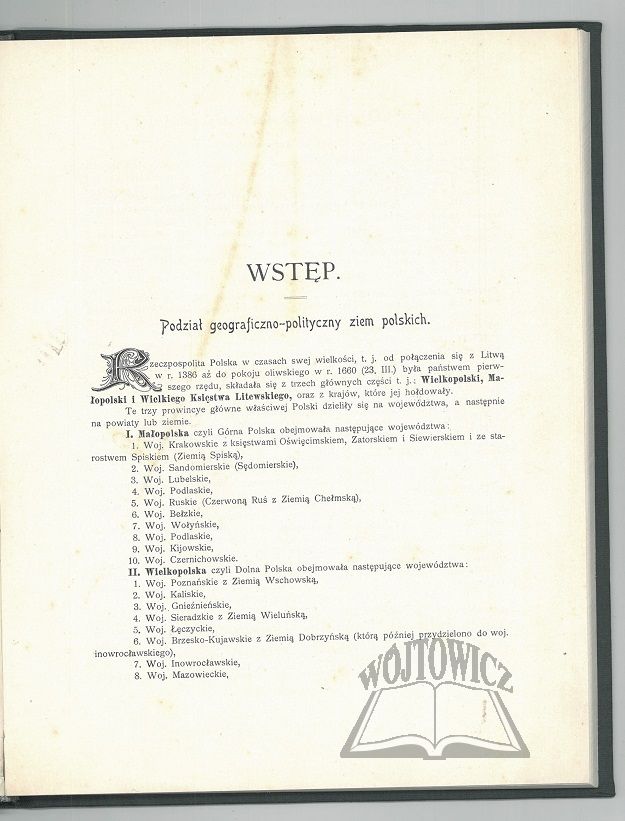 WSTĘP.
Podział geograficzno-polityczny ziem polskich.
Rzeczpospolita Polska w czasach swej wielkości, t. j. od połączenia się z Litwą
w r. 1386 aż do pokoju oliwskiego w r. 1660 (23, III.) była państwem pierw-
szego rzędu, składała się z trzech głównych części t. j.: Wielkopolski, Ma-
łopolski i Wielkiego Księstwa Litewskiego, oraz z krajów, które jej hołdowały.
Te trzy prowincye główne właściwej Polski dzieliły się na województwa, a następnie
na powiaty lub ziemie.
I. Małopolska czyli Górna Polska obejmowała następujące województwa:
1. Woj. Krakowskie z księstwami Oświęcimskiem, Zatorskiem i Siewierskiem i ze sta-
rostwem Spiskiem (Ziemią Spiską),
2. Woj. Sandomierskie (Sędomierskie),
3. Woj. Lubelskie,
4. Woj. Podlaskie,
5. Woj. Ruskie (Czerwoną Ruś z Ziemią Chełmską),
6. Woj. Bełzkie,
7. Woj. Wołyńskie,
8. Woj. Podlaskie,
9. Woj. Kijowskie,
10. Woj. Czernichowskie.
II. Wielkopolska czyli Dolna Polska obejmowała następujące województwa:
1. Woj. Poznańskie z Ziemią Wschowską,
2. Woj. Kaliskie,
3. Woj. Gnieźnieńskie,
4. Woj. Sieradzkie z Ziemią Wieluńską,
5. Woj. Łęczyckie,
6. Woj. Brzesko-Kujawskie z Ziemią Dobrzyńską (którą później przydzielono do woj.
inowrocławskiego),
7. Woj. Inowrocławskie,
8. Woj. Mazowieckie,
WÓJTOWICZ